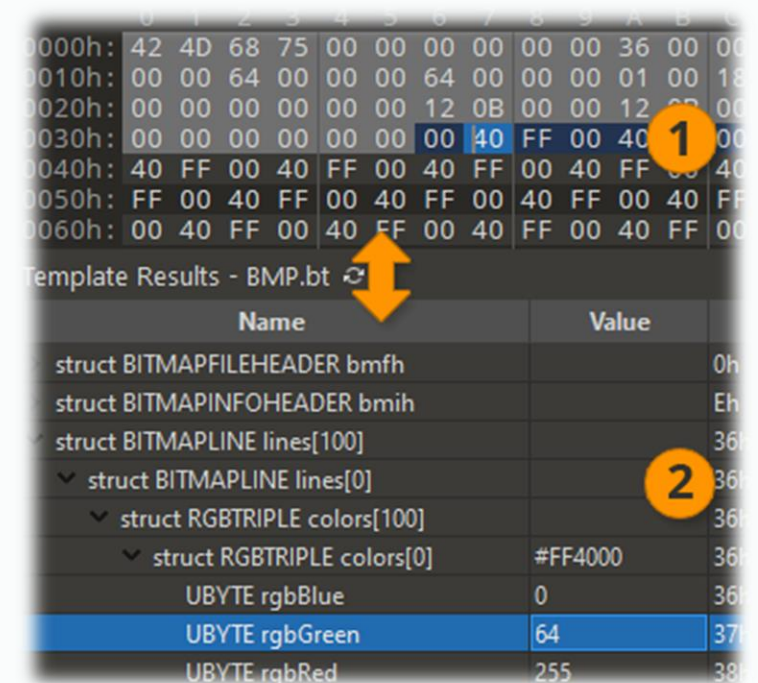 0 1 2 3 4 5 6 7 8 9 A B C
0000h: 42 4D 68 75 00 00 00 00 00 00 36 00 00
0010h: 00 00 64 00 00 00 64 00 00 00 01 00 18
0020h: 00 00 00 00 00 00 12 0B 00 00 12 0B 00
0030h: 00 00 00 00 00 00 00 40 FF 00 40 1 00
0040h: 40 FF 00 40 FF 00 40 FF 00 40 FF 00 40
0050h: FF 00 40 FF 00 40 FF 00 40 FF 00 40 FF
0060h: 00 40 FF 00 40 FF 00 40 FF 00 40 FF 00
Template Results - BMP.bt
Name Value
struct BITMAPFILEHEADER bmfh 0h
struct BITMAPINFOHEADER bmih Eh
struct BITMAPLINE lines[100] 36h
struct BITMAPLINE lines[0] 2 36h
struct RGBTRIPLE colors[100] 36h
struct RGBTRIPLE colors[0] #FF4000 36h
UBYTE rgbBlue 0 36h
UBYTE rgbGreen 64 37h
UBYTE rgbRed 255 38h